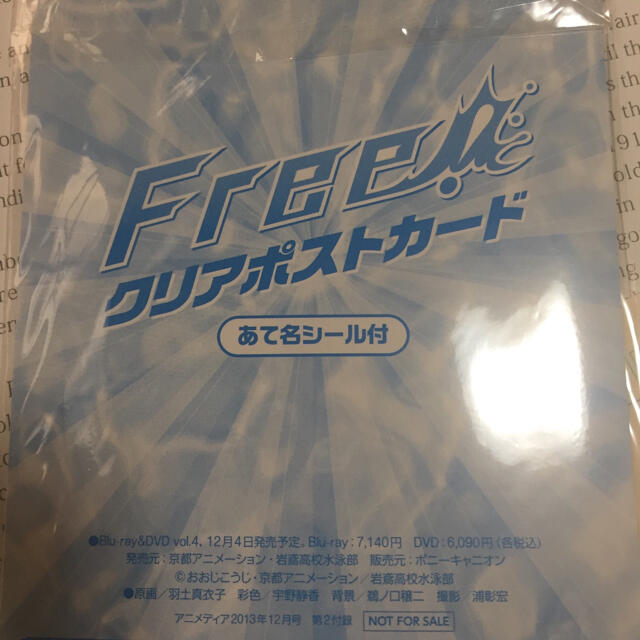 Free!
クリアポストカード
あて名シール付
●Blu-ray&DVD vol.4、12月4日発売予定。Blu-ray:7,140円 DVD:6,090円(各税込)
発売元:京都アニメーション・岩鳶高校水泳部 販売元:ポニーキャニオン
©おおじこうじ・京都アニメーション/岩鳶高校水泳部
●原画/羽土真衣子 彩色/宇野静香 背景/鵜ノ口穣二 撮影/浦彰宏
アニメディア2013年12月号 第2付録 NOT FOR SALE